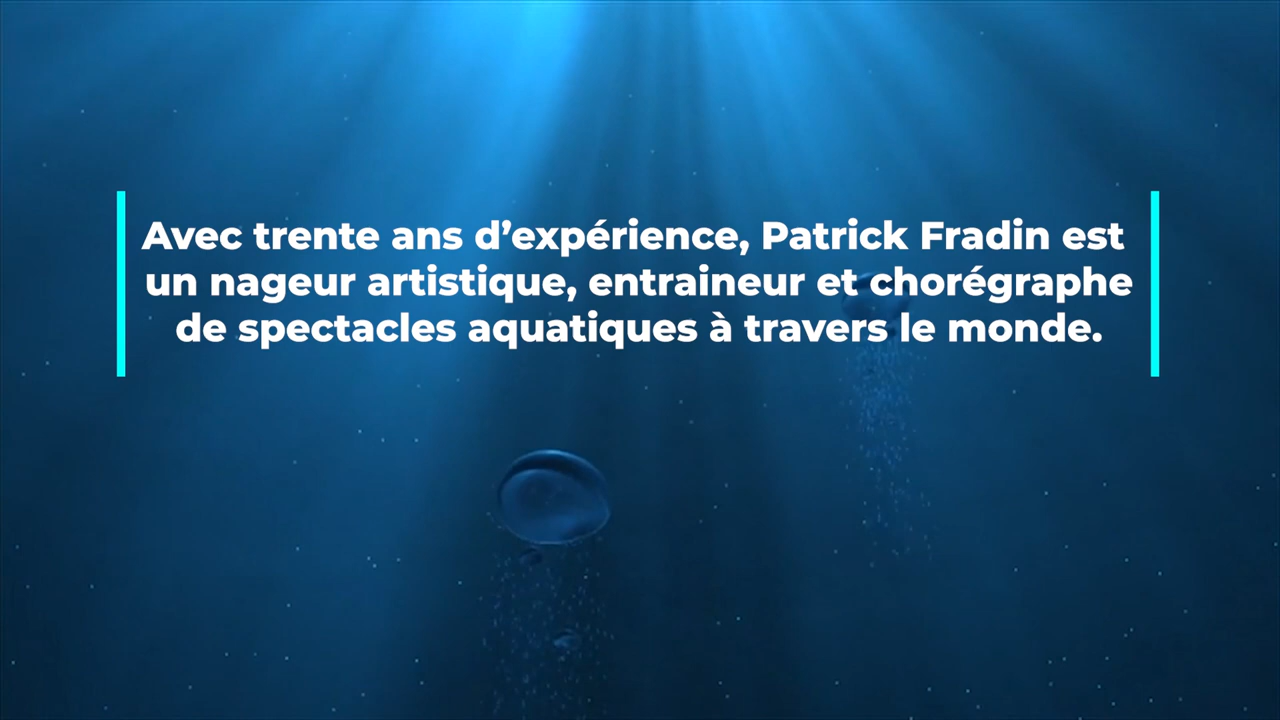 Avec trente ans d’expérience, Patrick Fradin est
un nageur artistique, entraineur et chorégraphe
de spectacles aquatiques à travers le monde.